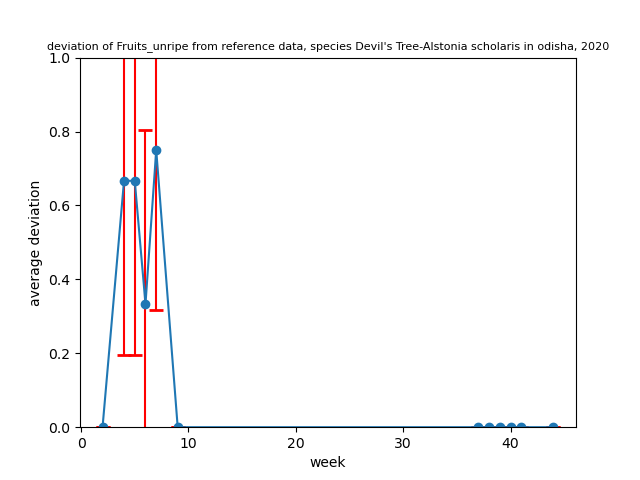 deviation of Fruits_unripe from reference data, species Devil's Tree-Alstonia scholaris in odisha, 2020
1.0
0.8
0.6
0.4
0.2
0.0
average deviation
0 10 20 30 40
week